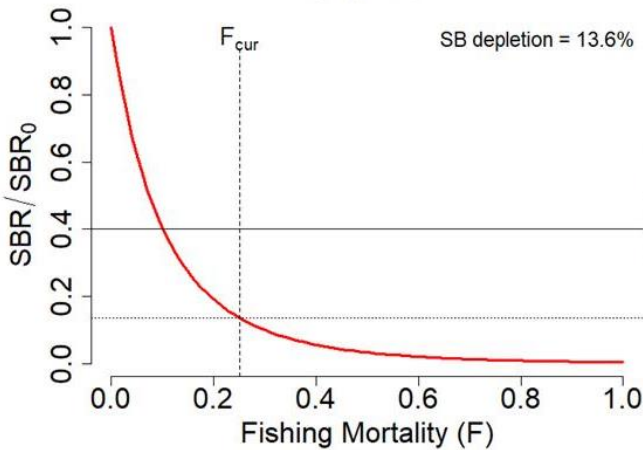 F_cur
SB depletion = 13.6%
SBR / SBR_0
1.0
0.8
0.6
0.4
0.2
0.0
0.0 0.2 0.4 0.6 0.8 1.0
Fishing Mortality (F)